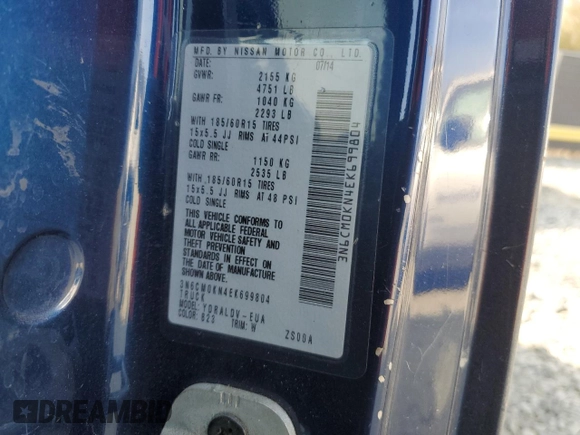 MFD. BY NISSAN MOTOR CO., LTD.
DATE: 07/14
GVWR: 2155 KG
4751 LB
GAWR FR: 1040 KG
2293 LB
WITH 185/60R15 TIRES
15x5.5 JJ RIMS AT 44PSI
COLD SINGLE
GAWR RR: 1150 KG
2535 LB
WITH 185/60R15 TIRES
15x5.5 JJ RIMS AT 48 PSI
COLD SINGLE
THIS VEHICLE CONFORMS TO
ALL APPLICABLE FEDERAL
MOTOR VEHICLE SAFETY AND
THEFT PREVENTION
STANDARDS IN EFFECT ON
THE DATE OF MANUFACTURE
SHOWN ABOVE.
3N6CM0KN4EK699804
TRUCK
MODEL: YDRALDV-EUA
COLOR: B23 TRIM: W ZS00A
3N6CM0KN4EK699804
DREAMBID